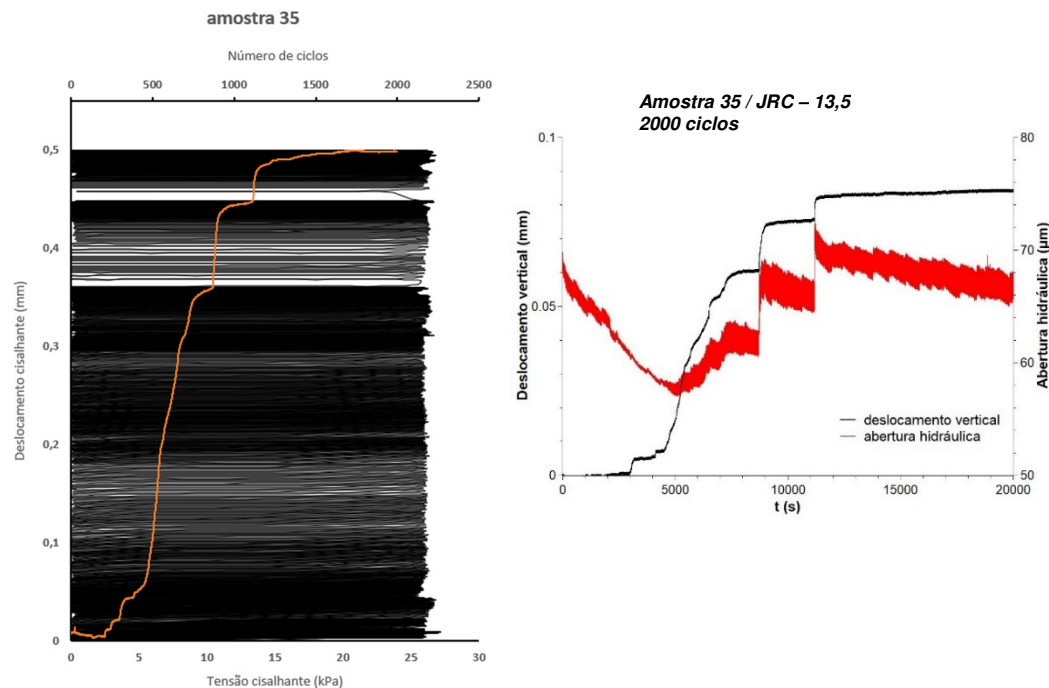 amostra 35
Número de ciclos
0 500 1000 1500 2000 2500
0,5
0,4
0,3
0,2
0,1
0
Deslocamento cisalhante (mm)
0 5 10 15 20 25 30
Tensão cisalhante (kPa)
Amostra 35 / JRC – 13,5
2000 ciclos
0.1
0.05
0
Deslocamento vertical (mm)
80
70
60
50
Abertura hidráulica (µm)
deslocamento vertical
abertura hidráulica
0 5000 10000 15000 20000
t (s)